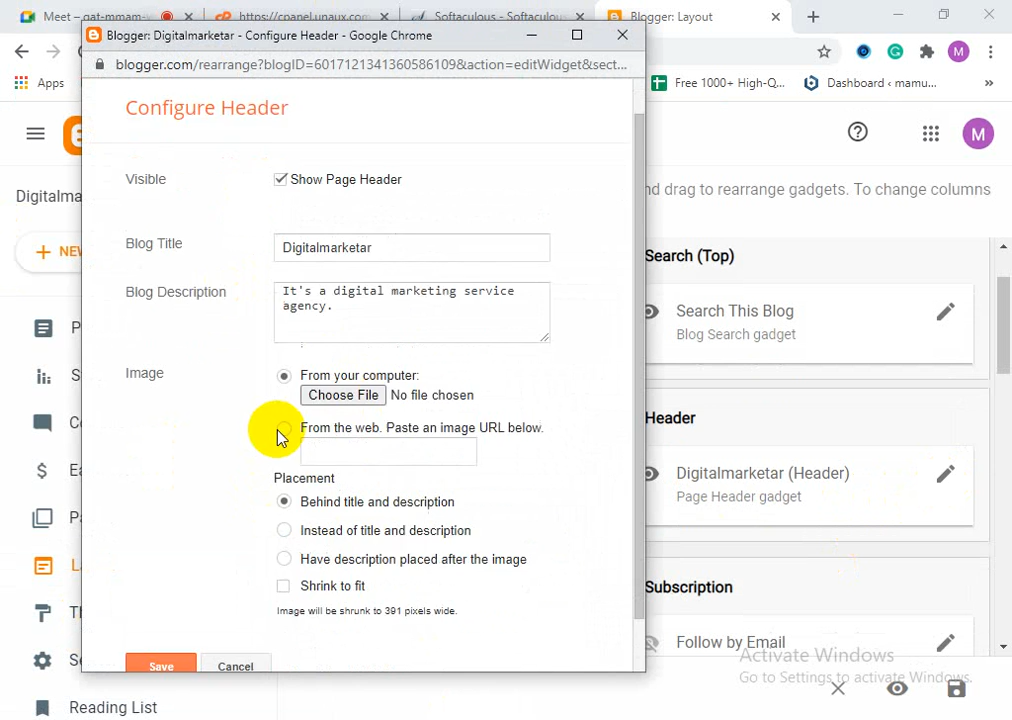 Meet – gat-mmam-
https://cpanel.unaux.com
Softaculous - Softaculous
Blogger: Layout
Blogger: Digitalmarketar - Configure Header - Google Chrome
blogger.com/rearrange?blogID=6017121341360586109&action=editWidget&sect...
Apps
Free 1000+ High-Q...
Dashboard ‹ mamu...
»
M
Configure Header
M
Visible
Show Page Header
Digitalma
nd drag to rearrange gadgets. To change columns
Blog Title
Digitalmarketar
+ NEW
Search (Top)
Blog Description
It's a digital marketing service
agency.
Search This Blog
Blog Search gadget
Image
From your computer:
Choose File No file chosen
From the web. Paste an image URL below.
Header
Placement
Digitalmarketar (Header)
Page Header gadget
Behind title and description
Instead of title and description
Have description placed after the image
Shrink to fit
Image will be shrunk to 391 pixels wide.
Subscription
Follow by Email
Save
Cancel
Activate Windows
Go to Settings to activate Windows.
Reading List